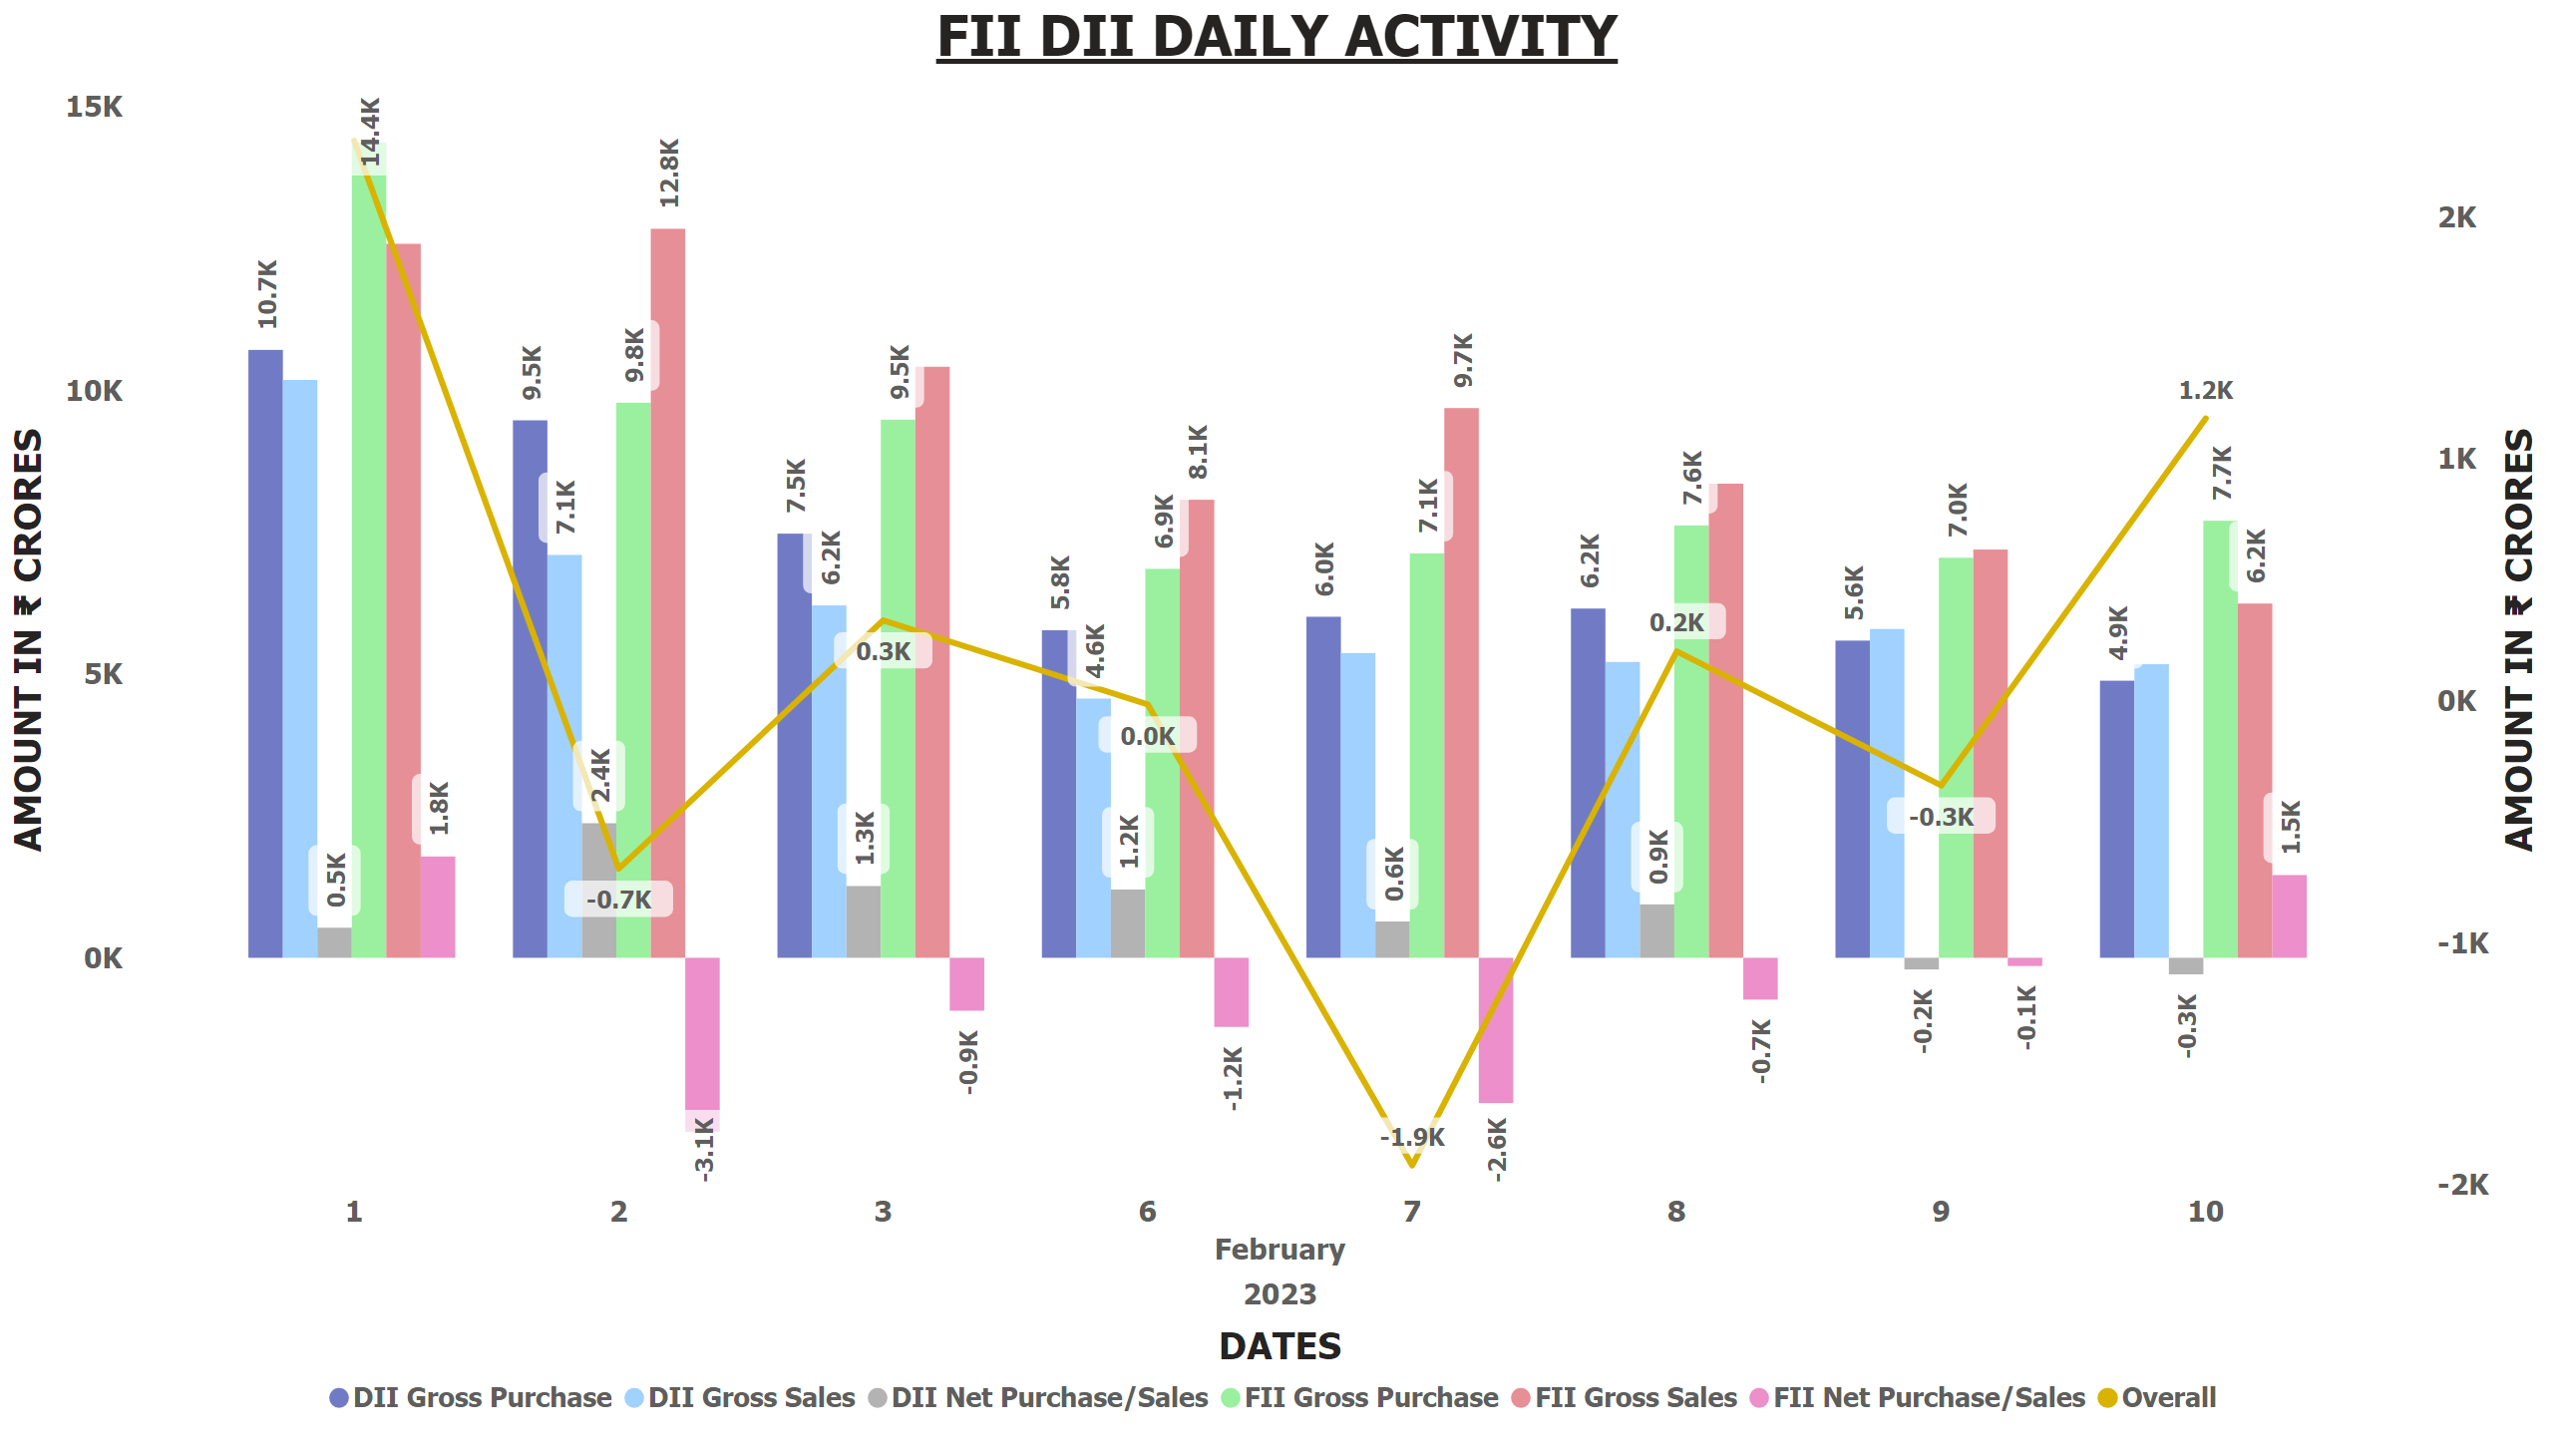 FII DII DAILY ACTIVITY
AMOUNT IN ₹ CRORES
15K
10K
5K
0K
10.7K
0.5K
14.4K
1.8K
9.5K
7.1K
2.4K
9.8K
12.8K
-3.1K
-0.7K
7.5K
6.2K
1.3K
9.5K
-0.9K
0.3K
5.8K
4.6K
1.2K
6.9K
8.1K
-1.2K
0.0K
6.0K
0.6K
7.1K
9.7K
-2.6K
-1.9K
6.2K
0.9K
7.6K
-0.7K
0.2K
5.6K
-0.2K
7.0K
-0.1K
-0.3K
4.9K
-0.3K
7.7K
6.2K
1.5K
1.2K
2K
1K
0K
-1K
-2K
AMOUNT IN ₹ CRORES
1 2 3 6 7 8 9 10
February
2023
DATES
DII Gross Purchase DII Gross Sales DII Net Purchase/Sales FII Gross Purchase FII Gross Sales FII Net Purchase/Sales Overall